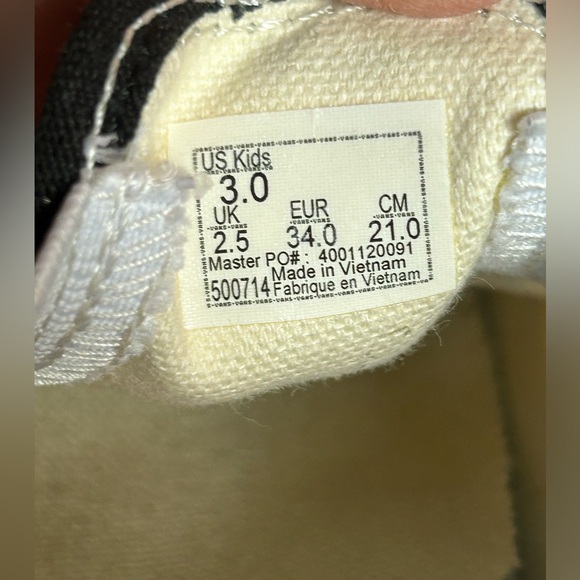 US Kids
3.0
UK EUR CM
2.5 34.0 21.0
Master PO# : 4001120091
Made in Vietnam
500714 Fabrique en Vietnam